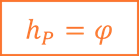 h_P = φ